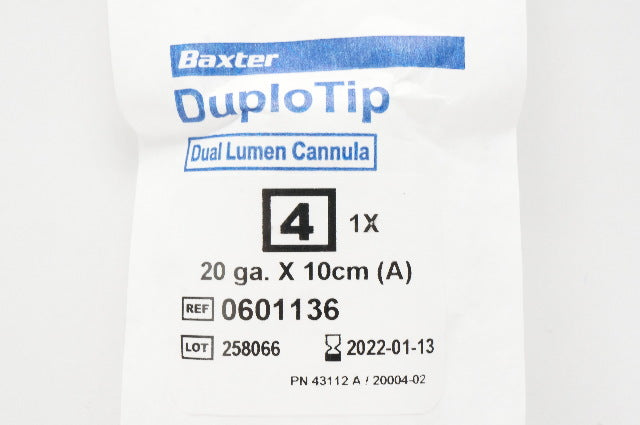 Baxter
DuploTip
Dual Lumen Cannula
4 1X
20 ga. X 10cm (A)
REF 0601136
LOT 258066 2022-01-13
PN 43112 A / 20004-02